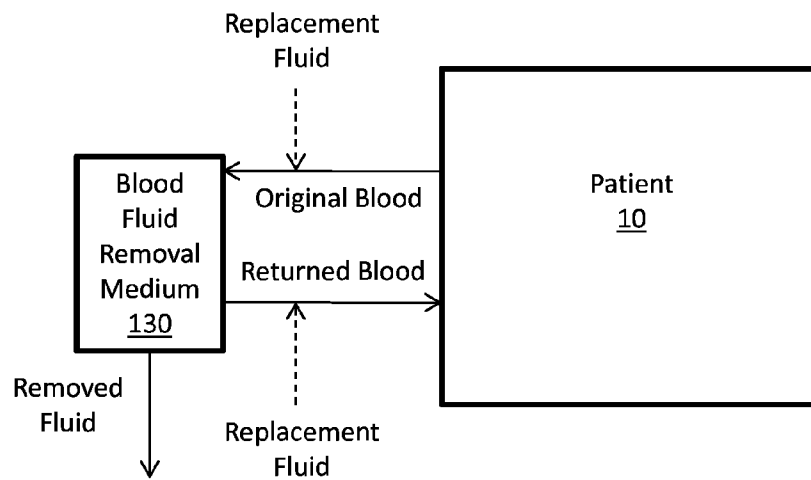 Replacement
Fluid
Blood
Fluid
Removal
Medium
130
Original Blood
Returned Blood
Patient
10
Removed
Fluid
Replacement
Fluid